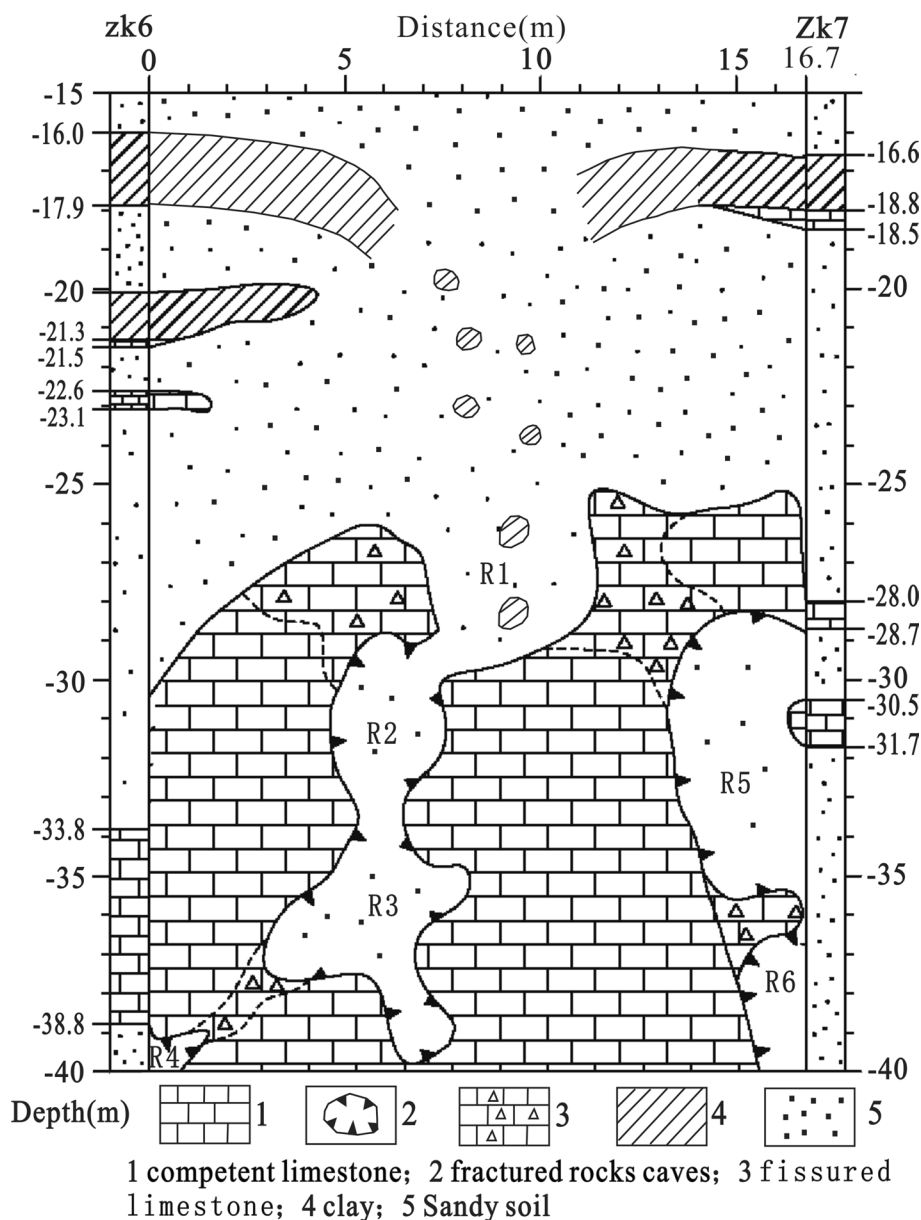 zk6 Distance(m) Zk7
0 5 10 15 16.7
-15
-16.0
-16.6
-17.9
-18.8
-18.5
-20 -20
-21.3
-21.5
-22.6
-23.1
-25 -25
R1
-28.0
-28.7
-30 -30
-30.5
R2
-31.7
R5
-33.8
-35 -35
R3
R6
-38.8
R4
-40 -40
Depth(m) 1 2 3 4 5
1 competent limestone; 2 fractured rocks caves; 3 fissured
limestone; 4 clay; 5 Sandy soil